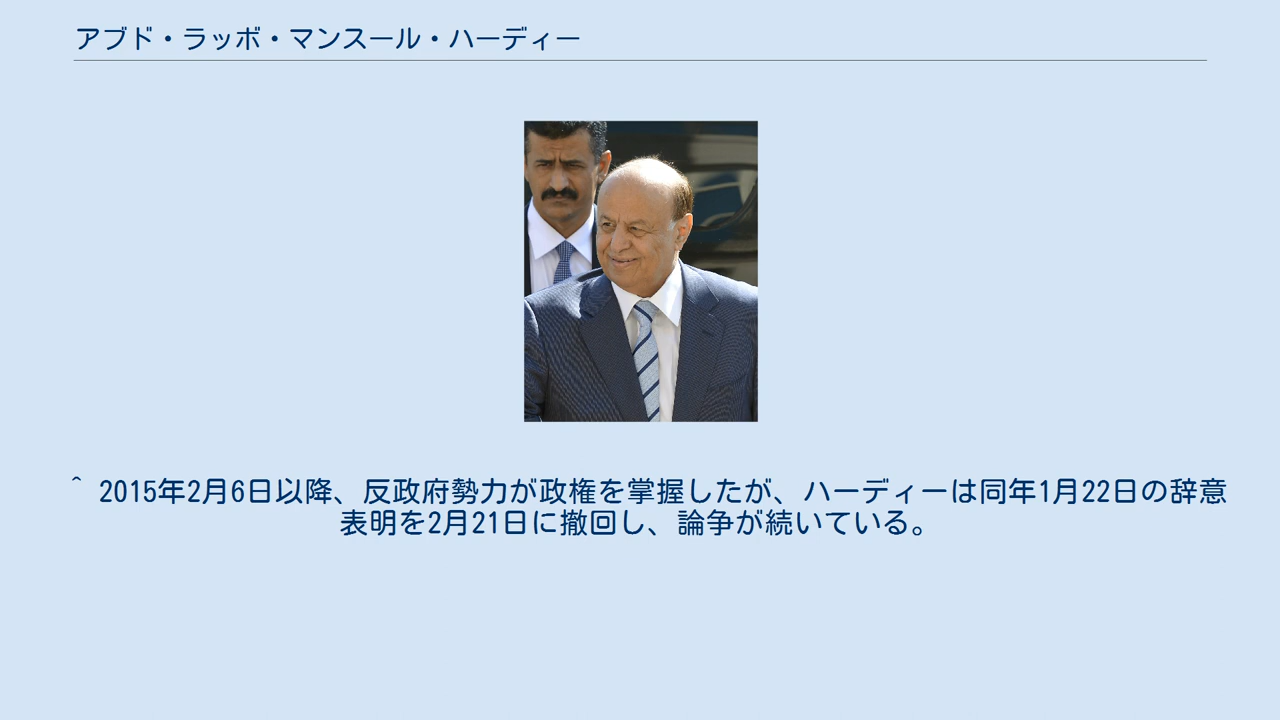 アブド・ラッボ・マンスール・ハーディー
^ 2015年2月6日以降、反政府勢力が政権を掌握したが、ハーディーは同年1月22日の辞意
表明を2月21日に撤回し、論争が続いている。